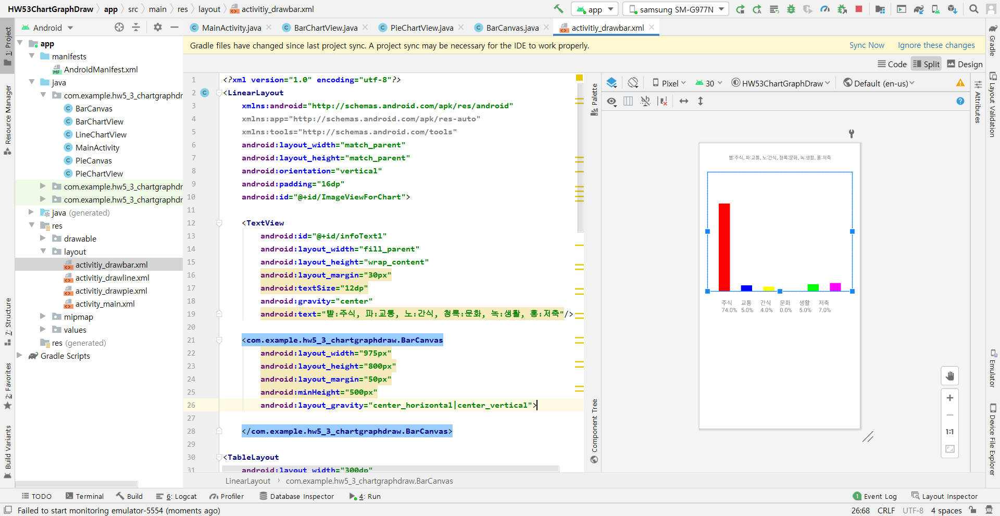 HW53ChartGraphDraw app src main res layout activitiy_drawbar.xml
app samsung SM-G977N
Android
MainActivity.java BarChartView.java PieChartView.java BarCanvas.java activitiy_drawbar.xml
Gradle files have changed since last project sync. A project sync may be necessary for the IDE to work properly. Sync Now Ignore these changes
Code Split Design
1: Project
Resource Manager
7: Structure
2: Favorites
Build Variants
app
manifests
AndroidManifest.xml
java
com.example.hw5_3_chartgraphdr
BarCanvas
BarChartView
LineChartView
MainActivity
PieCanvas
PieChartView
com.example.hw5_3_chartgraphdr
com.example.hw5_3_chartgraphdr
java (generated)
res
drawable
layout
activitiy_drawbar.xml
activitiy_drawline.xml
activitiy_drawpie.xml
activity_main.xml
mipmap
values
res (generated)
Gradle Scripts
1 <?xml version="1.0" encoding="utf-8"?>
2 <LinearLayout
3 xmlns:android="http://schemas.android.com/apk/res/android"
4 xmlns:app="http://schemas.android.com/apk/res-auto"
5 xmlns:tools="http://schemas.android.com/tools"
6 android:layout_width="match_parent"
7 android:layout_height="match_parent"
8 android:orientation="vertical"
9 android:padding="16dp"
10 android:id="@+id/ImageViewForChart">
11
12 <TextView
13 android:id="@+id/infoText1"
14 android:layout_width="fill_parent"
15 android:layout_height="wrap_content"
16 android:layout_margin="30px"
17 android:textSize="12dp"
18 android:gravity="center"
19 android:text="빨:주식, 파:교통, 노:간식, 청록:문화, 녹:생활, 홍:저축"/>
20
21 <com.example.hw5_3_chartgraphdraw.BarCanvas
22 android:layout_width="975px"
23 android:layout_height="800px"
24 android:layout_margin="50px"
25 android:minHeight="500px"
26 android:layout_gravity="center_horizontal|center_vertical">
27
28 </com.example.hw5_3_chartgraphdraw.BarCanvas>
29
30 <TableLayout
31 android:layout_width="300dp"
LinearLayout com.example.hw5_3_chartgraphdraw.BarCanvas
Palette
Component Tree
Pixel 30 HW53ChartGraphDraw Default (en-us)
빨:주식, 파:교통, 노:간식, 청록:문화, 녹:생활, 홍:저축
주식 교통 간식 문화 생활 저축
74.0% 5.0% 4.0% 0.0% 5.0% 7.0%
1:1
Attributes
Gradle
Layout Validation
Emulator
Device File Explorer
TODO Terminal Build 6: Logcat Profiler Database Inspector 4: Run 1 Event Log Layout Inspector
Failed to start monitoring emulator-5554 (moments ago) 26:68 CRLF UTF-8 4 spaces